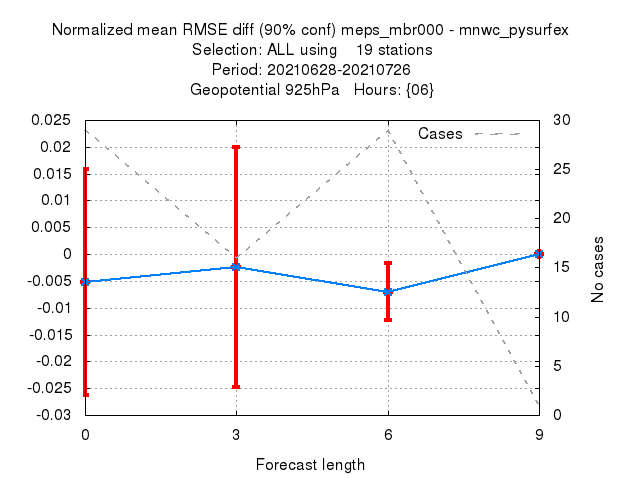 Normalized mean RMSE diff (90% conf) meps_mbr000 - mnwc_pysurfex
Selection: ALL using 19 stations
Period: 20210628-20210726
Geopotential 925hPa Hours: {06}
Cases
0.025
0.02
0.015
0.01
0.005
0
-0.005
-0.01
-0.015
-0.02
-0.025
-0.03
30
25
20
15
10
5
0
No cases
0 3 6 9
Forecast length